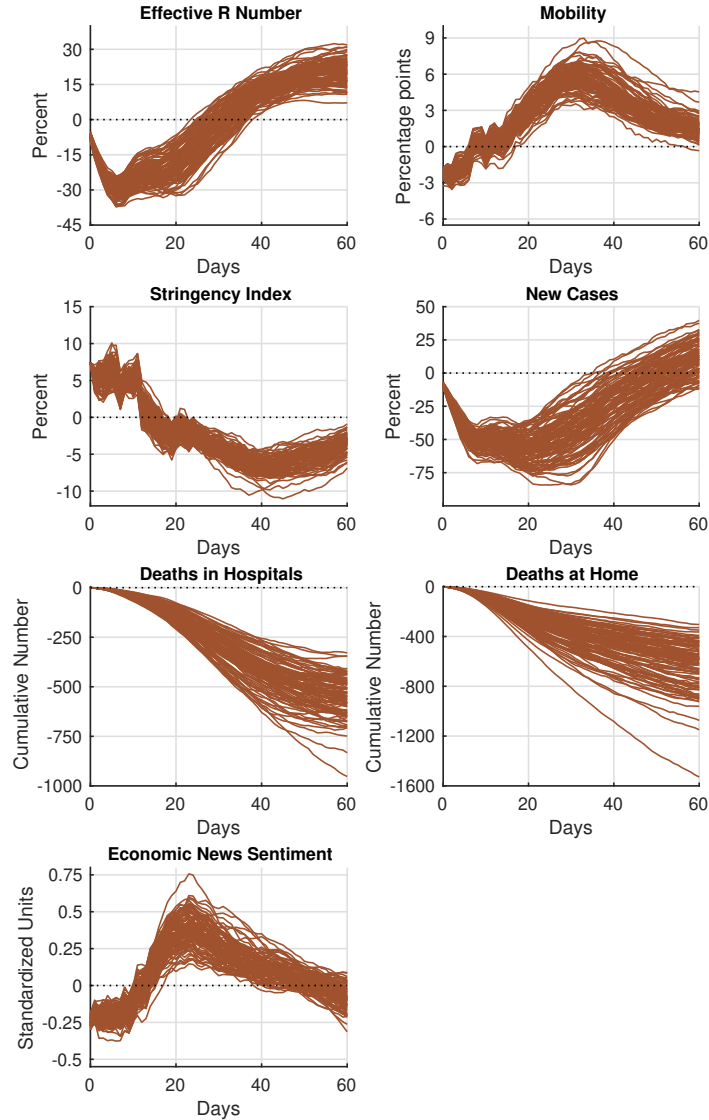 Effective R Number
30
15
0
-15
-30
-45
Percent
0 20 40 60
Days
Mobility
9
6
3
0
-3
-6
Percentage points
0 20 40 60
Days
Stringency Index
15
10
5
0
-5
-10
Percent
0 20 40 60
Days
New Cases
50
25
0
-25
-50
-75
Percent
0 20 40 60
Days
Deaths in Hospitals
0
-250
-500
-750
-1000
Cumulative Number
0 20 40 60
Days
Deaths at Home
0
-400
-800
-1200
-1600
Cumulative Number
0 20 40 60
Days
Economic News Sentiment
0.75
0.5
0.25
0
-0.25
-0.5
Standardized Units
0 20 40 60
Days